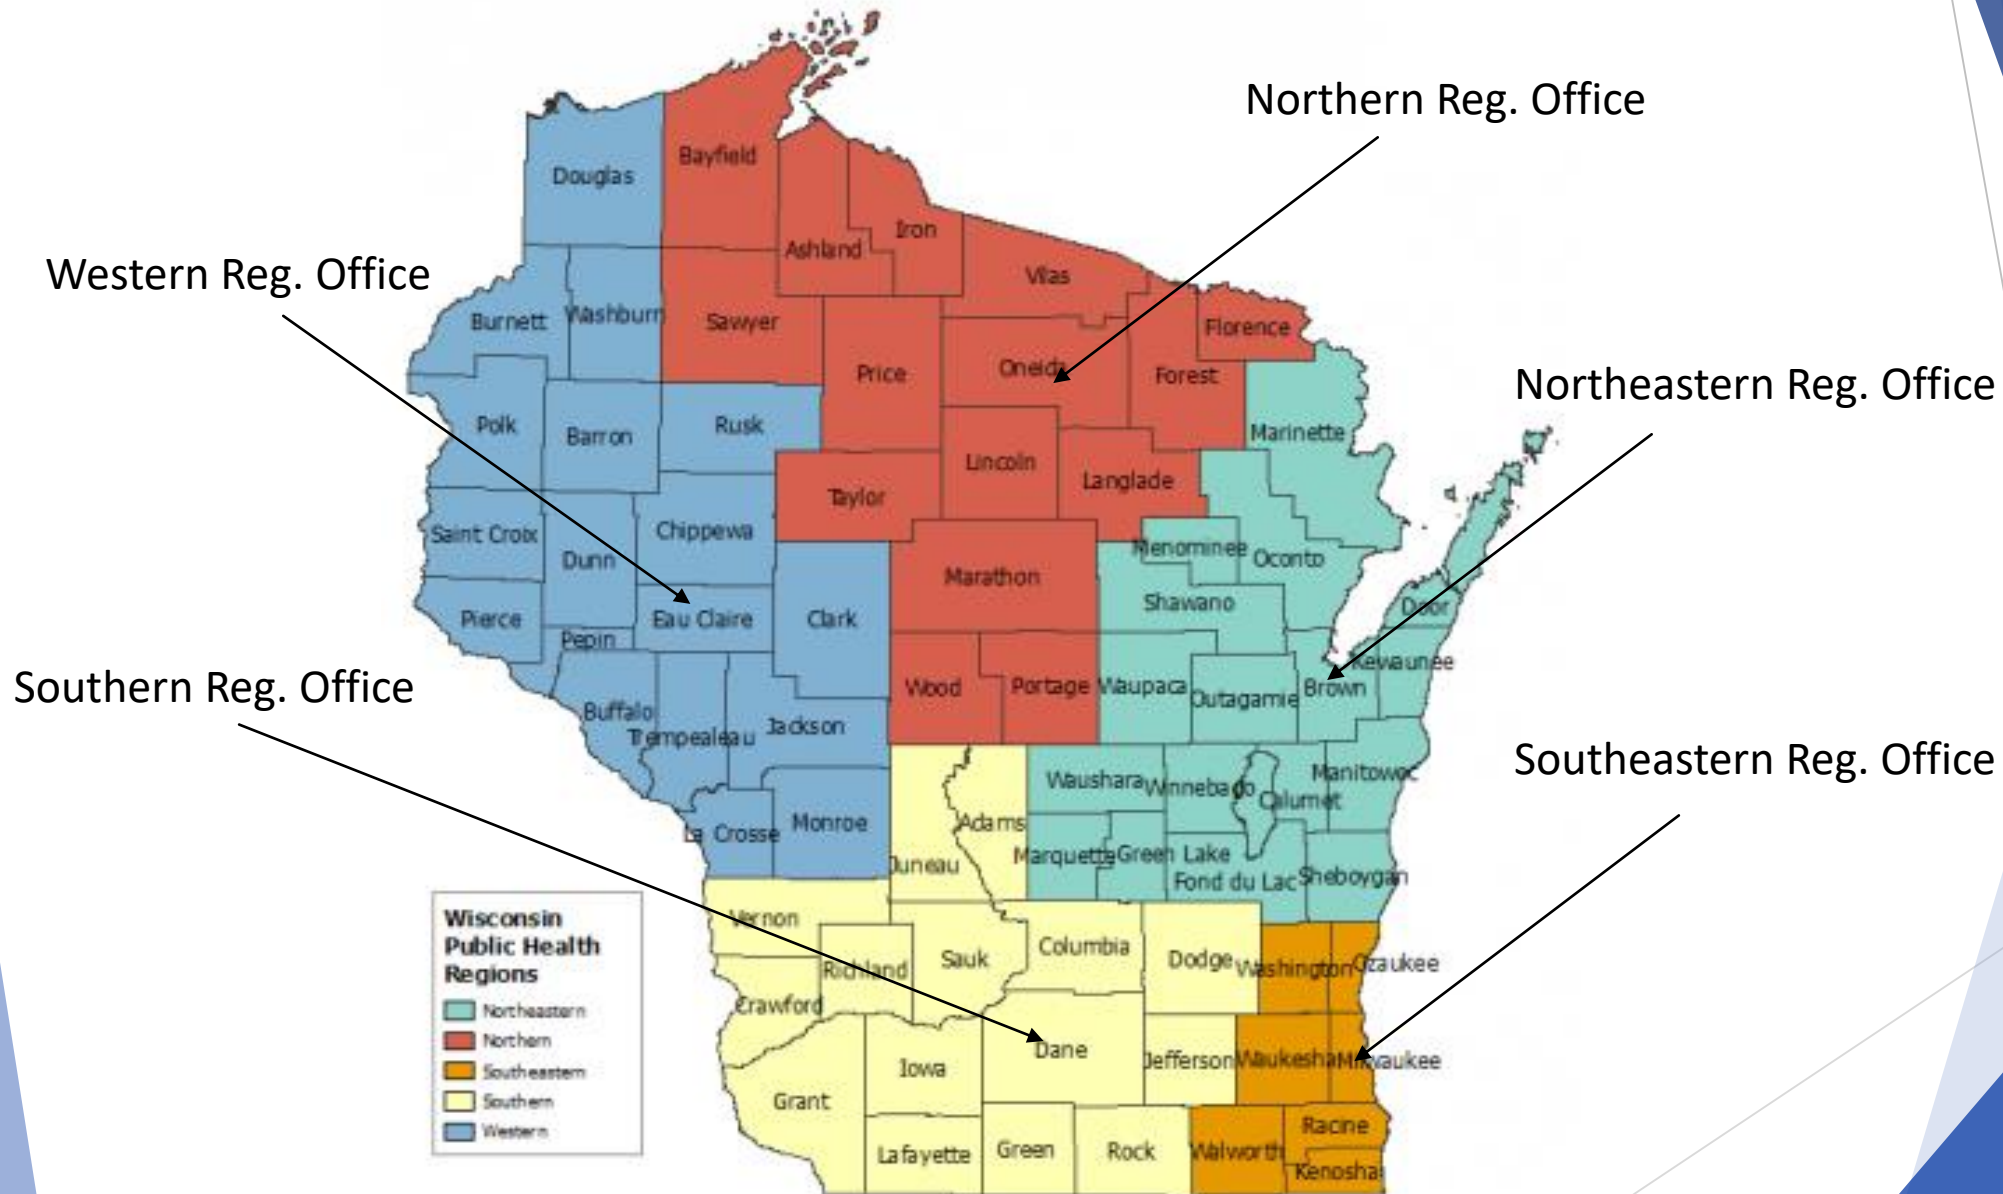 Northern Reg. Office
Western Reg. Office
Northeastern Reg. Office
Southern Reg. Office
Southeastern Reg. Office
Douglas
Bayfield
Ashland
Iron
Vilas
Burnett
Washburn
Sawyer
Price
Oneida
Forest
Florence
Polk
Barron
Rusk
Marinette
Lincoln
Langlade
Taylor
Saint Croix
Dunn
Chippewa
Menominee
Oconto
Marathon
Shawano
Door
Pierce
Pepin
Eau Claire
Clark
Wood
Portage
Waupaca
Outagamie
Brown
Kewaunee
Buffalo
Trempealeau
Jackson
Waushara
Winnebago
Calumet
Manitowoc
La Crosse
Monroe
Juneau
Adams
Marquette
Green Lake
Fond du Lac
Sheboygan
Vernon
Richland
Sauk
Columbia
Dodge
Washington
Ozaukee
Crawford
Grant
Iowa
Dane
Jefferson
Waukesha
Milwaukee
Lafayette
Green
Rock
Walworth
Racine
Kenosha
Wisconsin
Public Health
Regions
Northeastern
Northern
Southeastern
Southern
Western